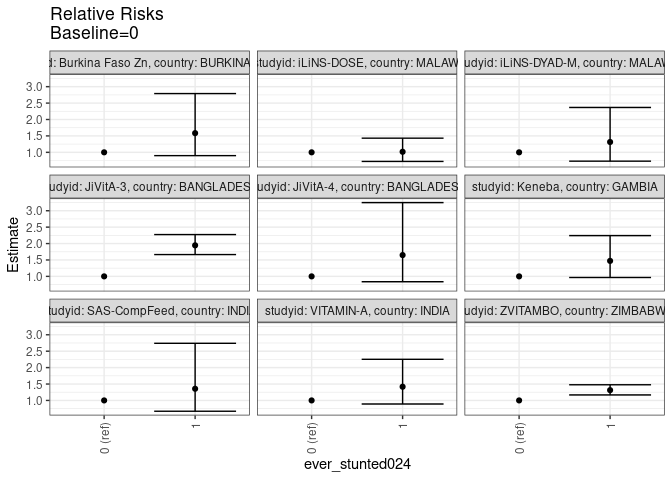 Relative Risks
Baseline=0
d: Burkina Faso Zn, country: BURKINA
studyid: iLiNS-DOSE, country: MALAW
udyid: iLiNS-DYAD-M, country: MALAW
3.0
2.5
2.0
1.5
1.0
udyid: JiVitA-3, country: BANGLADES
udyid: JiVitA-4, country: BANGLADES
studyid: Keneba, country: GAMBIA
3.0
2.5
2.0
1.5
1.0
Estimate
tudyid: SAS-CompFeed, country: INDI
studyid: VITAMIN-A, country: INDIA
udyid: ZVITAMBO, country: ZIMBABW
3.0
2.5
2.0
1.5
1.0
0 (ref)
1
0 (ref)
1
0 (ref)
1
ever_stunted024